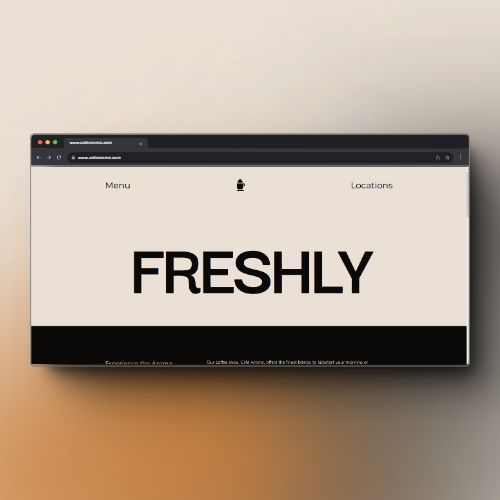 www.cafearoma.com
www.cafearoma.com
Menu
Locations
FRESHLY
Experience the Aroma
Our coffee shop, Café Aroma, offers the finest blends to kickstart your morning or